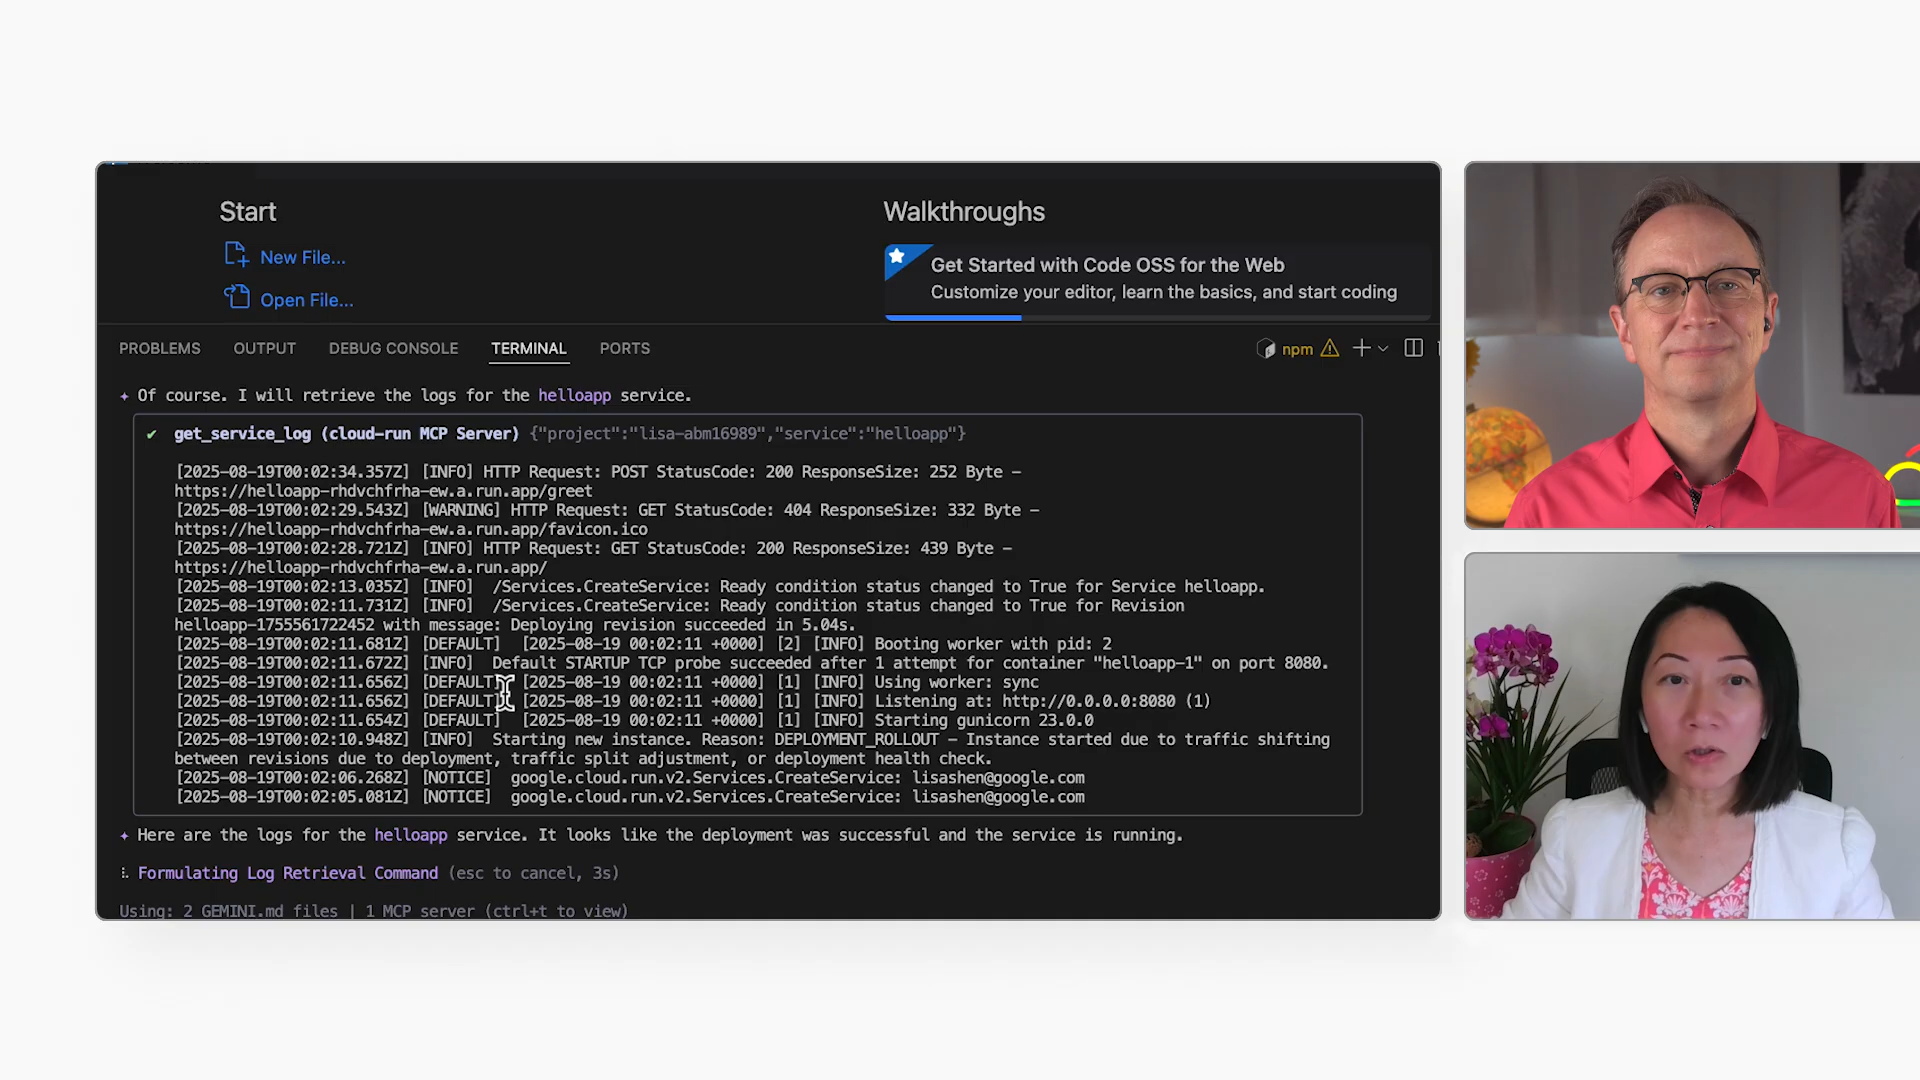 Start
New File...
Open File...
Walkthroughs
Get Started with Code OSS for the Web
Customize your editor, learn the basics, and start coding
PROBLEMS OUTPUT DEBUG CONSOLE TERMINAL PORTS npm
✦ Of course. I will retrieve the logs for the helloapp service.
✔ get_service_log (cloud-run MCP Server) {"project":"lisa-abm16989","service":"helloapp"}
[2025-08-19T00:02:34.357Z] [INFO] HTTP Request: POST StatusCode: 200 ResponseSize: 252 Byte –
https://helloapp-rhdvchfrha-ew.a.run.app/greet
[2025-08-19T00:02:29.543Z] [WARNING] HTTP Request: GET StatusCode: 404 ResponseSize: 332 Byte –
https://helloapp-rhdvchfrha-ew.a.run.app/favicon.ico
[2025-08-19T00:02:28.721Z] [INFO] HTTP Request: GET StatusCode: 200 ResponseSize: 439 Byte –
https://helloapp-rhdvchfrha-ew.a.run.app/
[2025-08-19T00:02:13.035Z] [INFO] /Services.CreateService: Ready condition status changed to True for Service helloapp.
[2025-08-19T00:02:11.731Z] [INFO] /Services.CreateService: Ready condition status changed to True for Revision
helloapp-1755561722452 with message: Deploying revision succeeded in 5.04s.
[2025-08-19T00:02:11.681Z] [DEFAULT] [2025-08-19 00:02:11 +0000] [2] [INFO] Booting worker with pid: 2
[2025-08-19T00:02:11.672Z] [INFO] Default STARTUP TCP probe succeeded after 1 attempt for container "helloapp-1" on port 8080.
[2025-08-19T00:02:11.656Z] [DEFAULT] [2025-08-19 00:02:11 +0000] [1] [INFO] Using worker: sync
[2025-08-19T00:02:11.656Z] [DEFAULT] [2025-08-19 00:02:11 +0000] [1] [INFO] Listening at: http://0.0.0.0:8080 (1)
[2025-08-19T00:02:11.654Z] [DEFAULT] [2025-08-19 00:02:11 +0000] [1] [INFO] Starting gunicorn 23.0.0
[2025-08-19T00:02:10.948Z] [INFO] Starting new instance. Reason: DEPLOYMENT_ROLLOUT – Instance started due to traffic shifting
between revisions due to deployment, traffic split adjustment, or deployment health check.
[2025-08-19T00:02:06.268Z] [NOTICE] google.cloud.run.v2.Services.CreateService: lisashen@google.com
[2025-08-19T00:02:05.081Z] [NOTICE] google.cloud.run.v2.Services.CreateService: lisashen@google.com
✦ Here are the logs for the helloapp service. It looks like the deployment was successful and the service is running.
Formulating Log Retrieval Command (esc to cancel, 3s)
Using: 2 GEMINI.md files | 1 MCP server (ctrl+t to view)